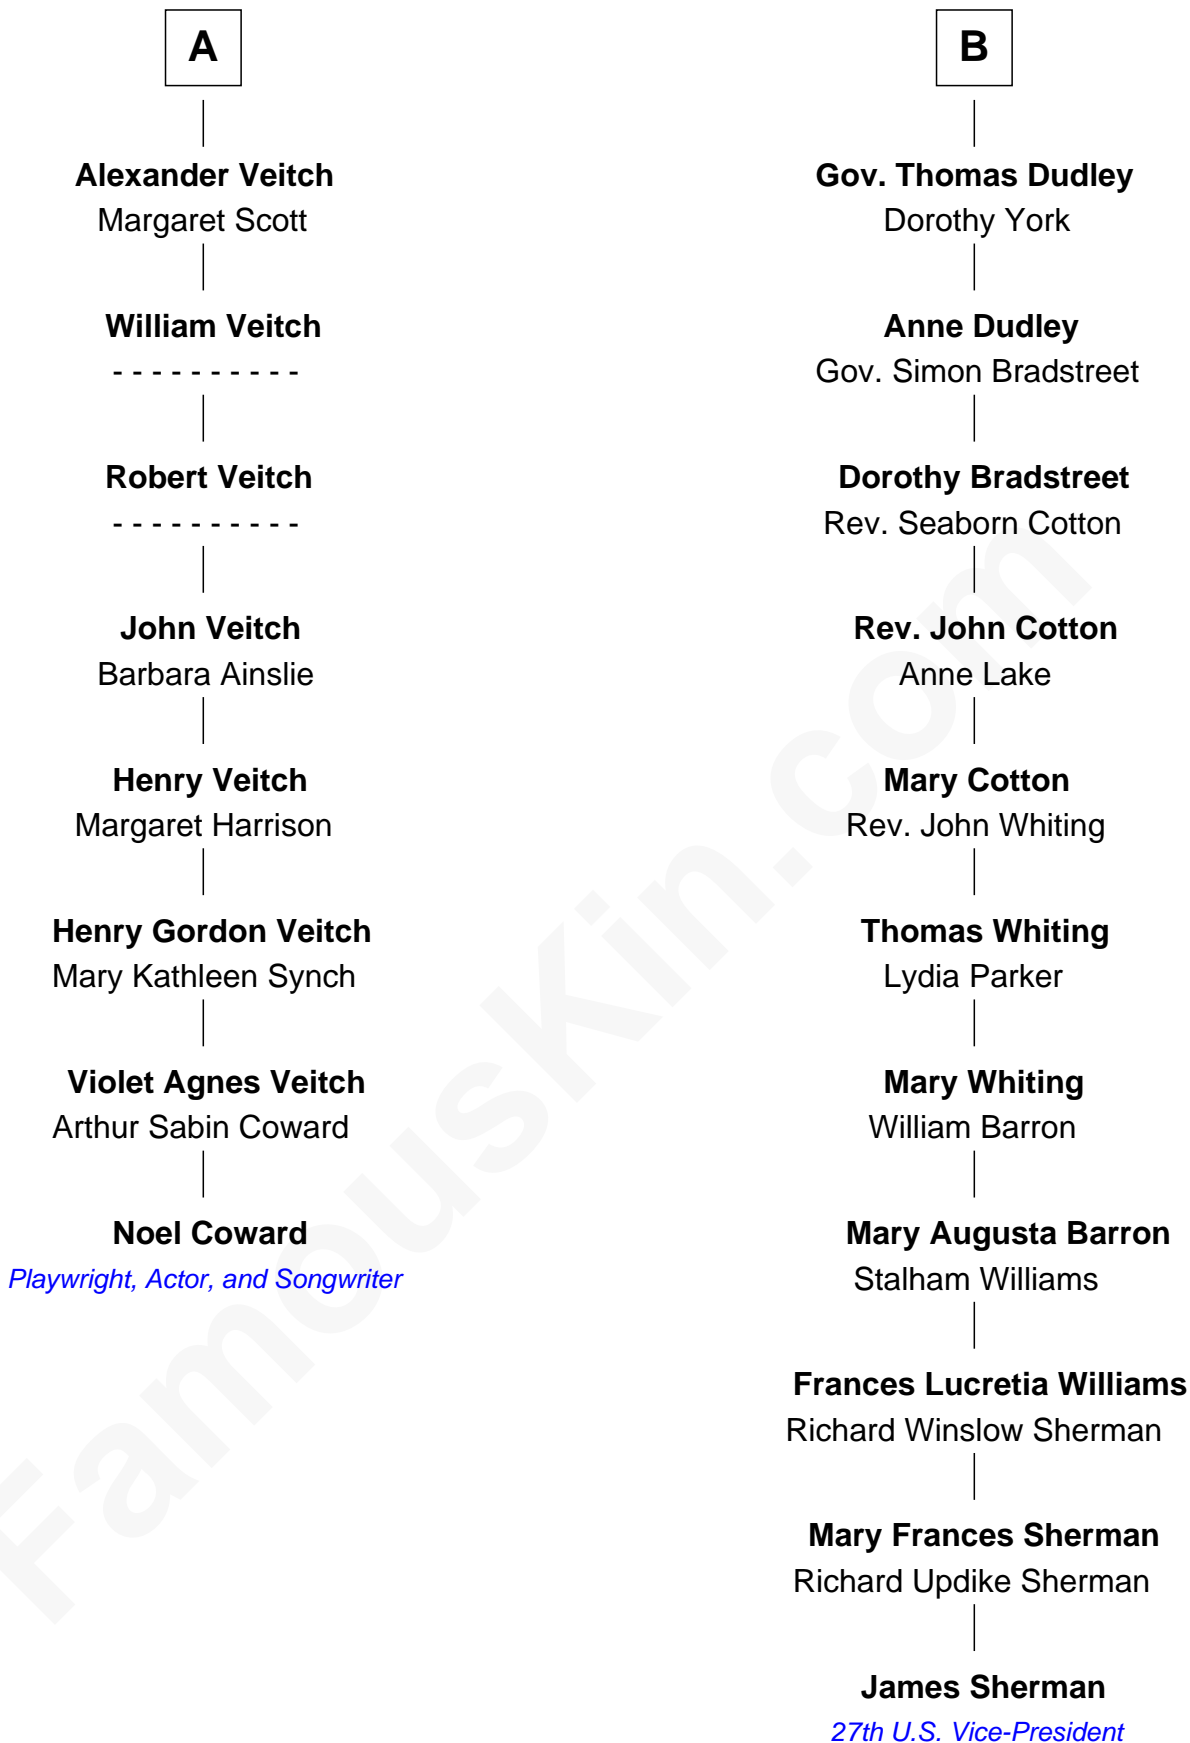 A
Alexander Veitch
Margaret Scott
William Veitch
- - - - - - - - - -
Robert Veitch
- - - - - - - - - -
John Veitch
Barbara Ainslie
Henry Veitch
Margaret Harrison
Henry Gordon Veitch
Mary Kathleen Synch
Violet Agnes Veitch
Arthur Sabin Coward
Noel Coward
Playwright, Actor, and Songwriter
B
Gov. Thomas Dudley
Dorothy York
Anne Dudley
Gov. Simon Bradstreet
Dorothy Bradstreet
Rev. Seaborn Cotton
Rev. John Cotton
Anne Lake
Mary Cotton
Rev. John Whiting
Thomas Whiting
Lydia Parker
Mary Whiting
William Barron
Mary Augusta Barron
Stalham Williams
Frances Lucretia Williams
Richard Winslow Sherman
Mary Frances Sherman
Richard Updike Sherman
James Sherman
27th U.S. Vice-President
FamousKin.com